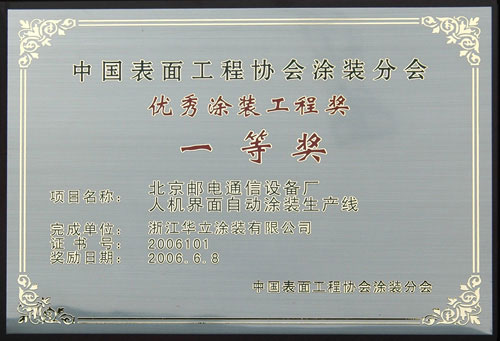 中国表面工程协会涂装分会
优秀涂装工程奖
一等奖
项目名称：北京邮电通信设备厂
人机界面自动涂装生产线
完成单位：浙江华立涂装有限公司
证书号：2006101
奖励日期：2006.6.8
中国表面工程协会涂装分会